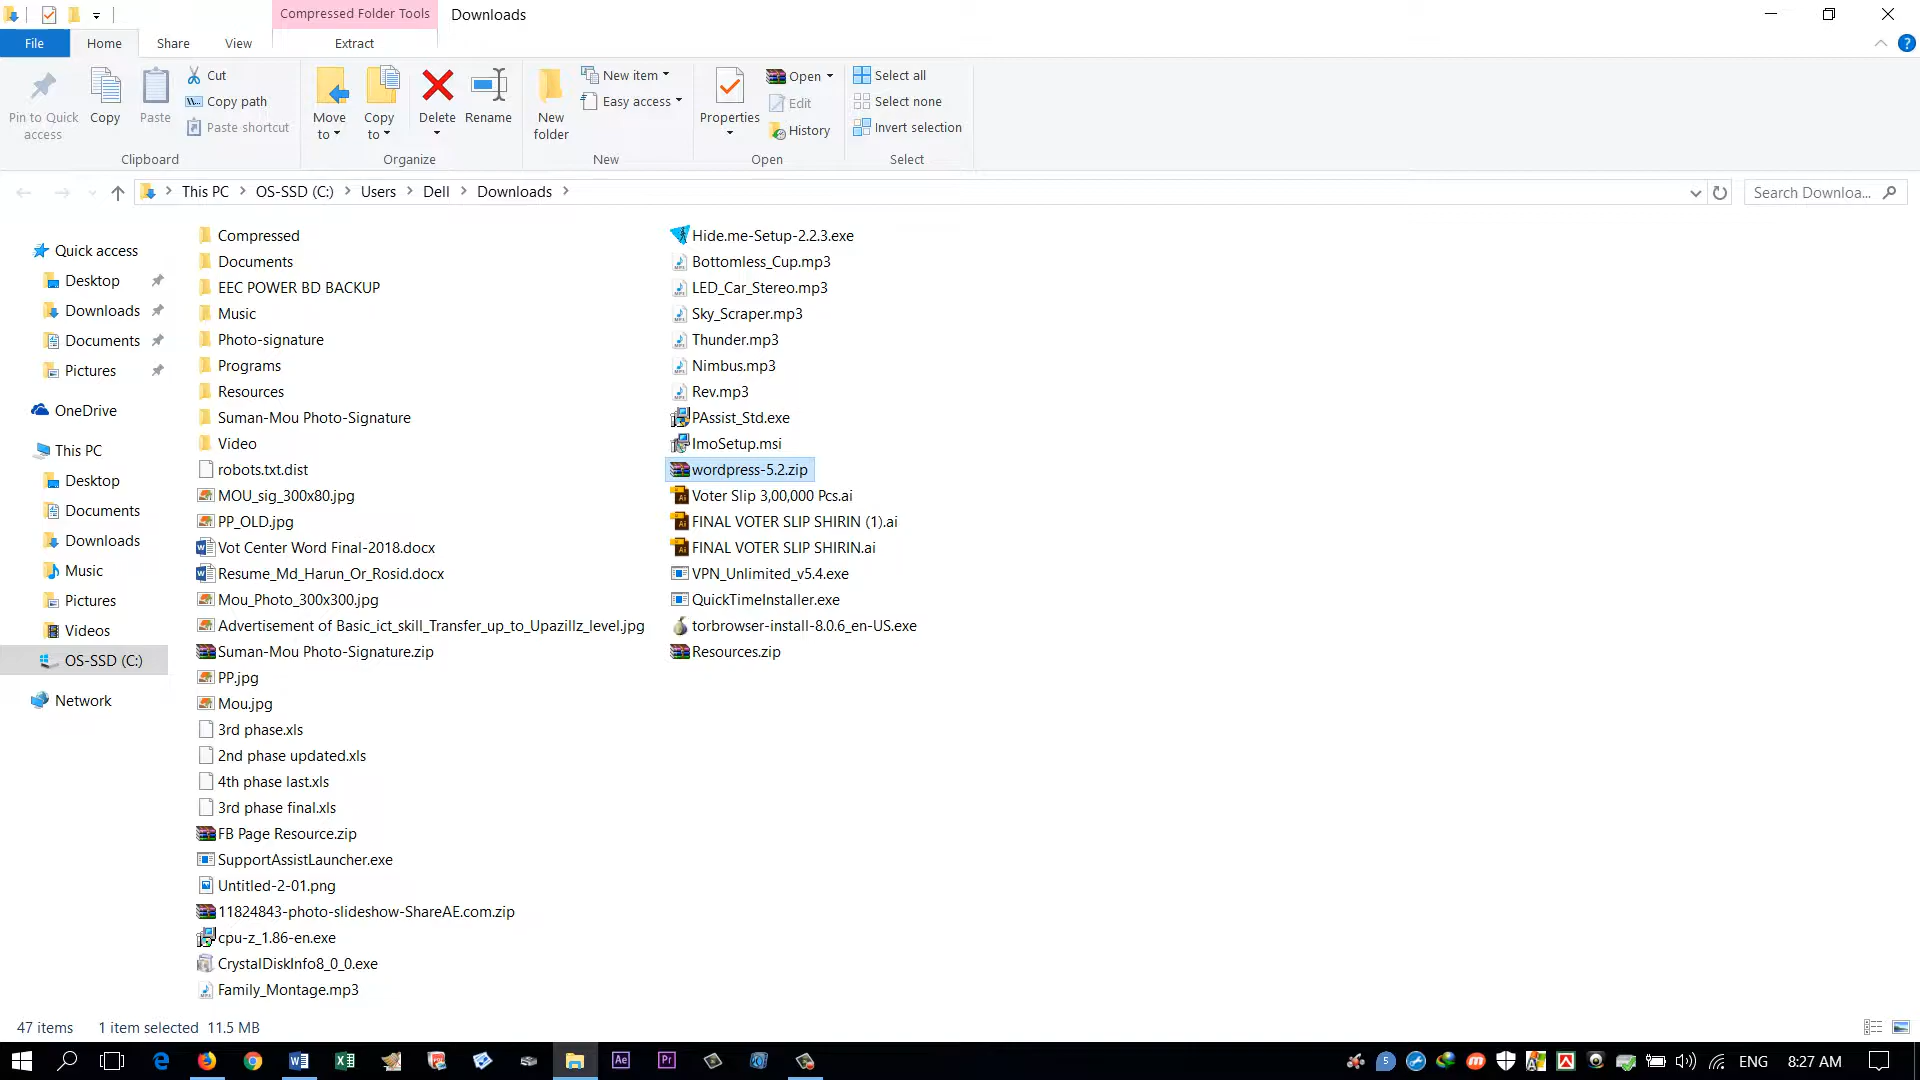 Compressed Folder Tools
Downloads
File
Home
Share
View
Extract
Pin to Quick access
Copy
Paste
Cut
Copy path
Paste shortcut
Clipboard
Move to
Copy to
Delete
Rename
Organize
New folder
New item
Easy access
New
Properties
Open
Edit
History
Open
Select all
Select none
Invert selection
Select
This PC
OS-SSD (C:)
Users
Dell
Downloads
Search Downloa...
Quick access
Desktop
Downloads
Documents
Pictures
OneDrive
This PC
Desktop
Documents
Downloads
Music
Pictures
Videos
OS-SSD (C:)
Network
Compressed
Documents
EEC POWER BD BACKUP
Music
Photo-signature
Programs
Resources
Suman-Mou Photo-Signature
Video
robots.txt.dist
MOU_sig_300x80.jpg
PP_OLD.jpg
Vot Center Word Final-2018.docx
Resume_Md_Harun_Or_Rosid.docx
Mou_Photo_300x300.jpg
Advertisement of Basic_ict_skill_Transfer_up_to_Upazillz_level.jpg
Suman-Mou Photo-Signature.zip
PP.jpg
Mou.jpg
3rd phase.xls
2nd phase updated.xls
4th phase last.xls
3rd phase final.xls
FB Page Resource.zip
SupportAssistLauncher.exe
Untitled-2-01.png
11824843-photo-slideshow-ShareAE.com.zip
cpu-z_1.86-en.exe
CrystalDiskInfo8_0_0.exe
Family_Montage.mp3
Hide.me-Setup-2.2.3.exe
Bottomless_Cup.mp3
LED_Car_Stereo.mp3
Sky_Scraper.mp3
Thunder.mp3
Nimbus.mp3
Rev.mp3
PAssist_Std.exe
ImoSetup.msi
wordpress-5.2.zip
Voter Slip 3,00,000 Pcs.ai
FINAL VOTER SLIP SHIRIN (1).ai
FINAL VOTER SLIP SHIRIN.ai
VPN_Unlimited_v5.4.exe
QuickTimeInstaller.exe
torbrowser-install-8.0.6_en-US.exe
Resources.zip
47 items
1 item selected 11.5 MB
Ae
Pr
ENG
8:27 AM